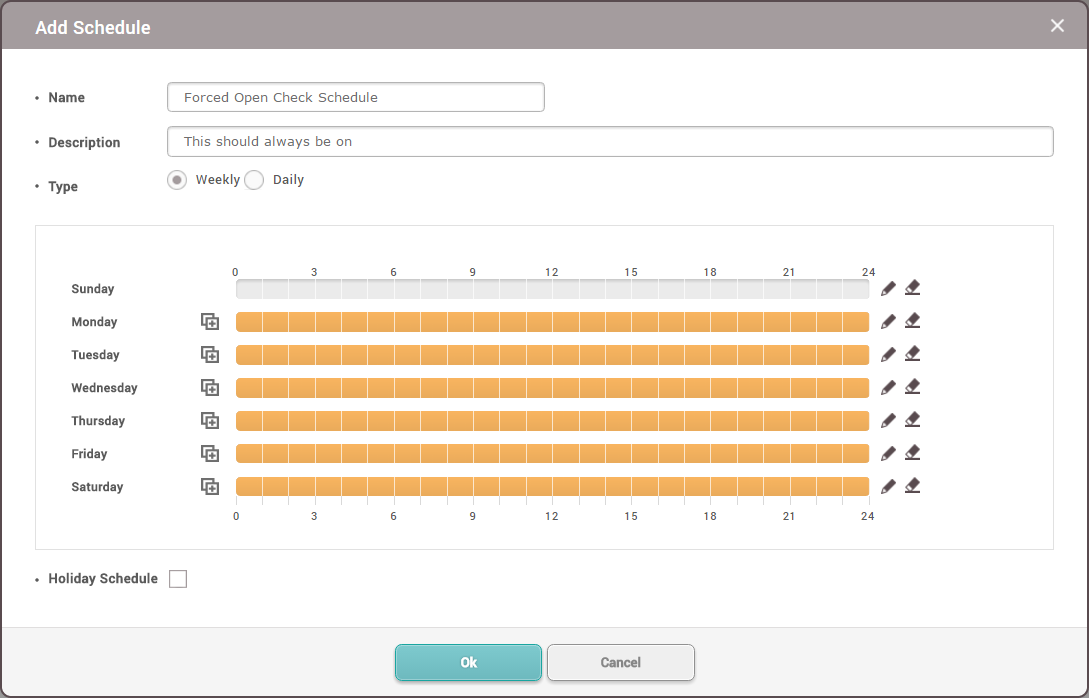 Add Schedule
Name
Forced Open Check Schedule
Description
This should always be on
Type
Weekly Daily
0 3 6 9 12 15 18 21 24
Sunday
Monday
Tuesday
Wednesday
Thursday
Friday
Saturday
0 3 6 9 12 15 18 21 24
Holiday Schedule
Ok Cancel